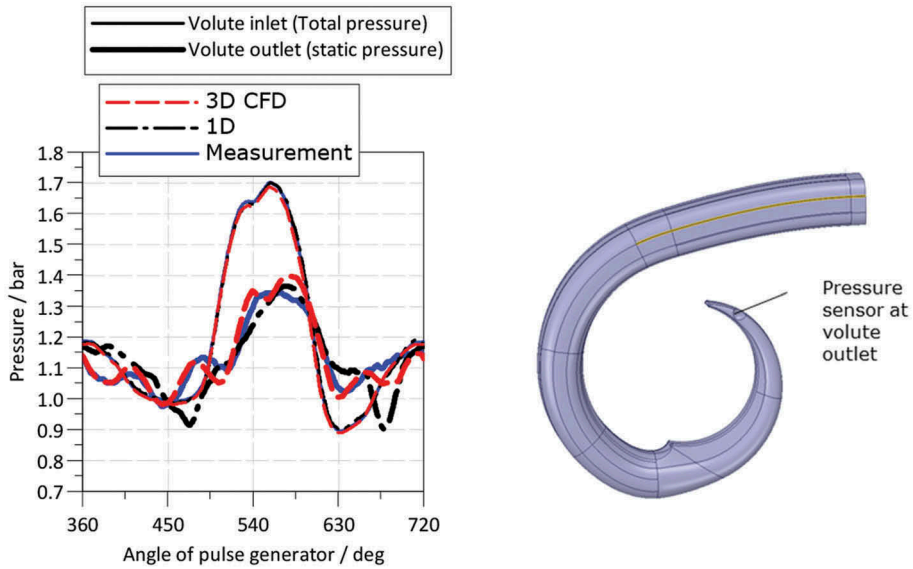 Volute inlet (Total pressure)
Volute outlet (static pressure)
3D CFD
1D
Measurement
1.8
1.7
1.6
1.5
1.4
1.3
1.2
1.1
1.0
0.9
0.8
0.7
Pressure / bar
360
450
540
630
720
Angle of pulse generator / deg
Pressure
sensor at
volute
outlet